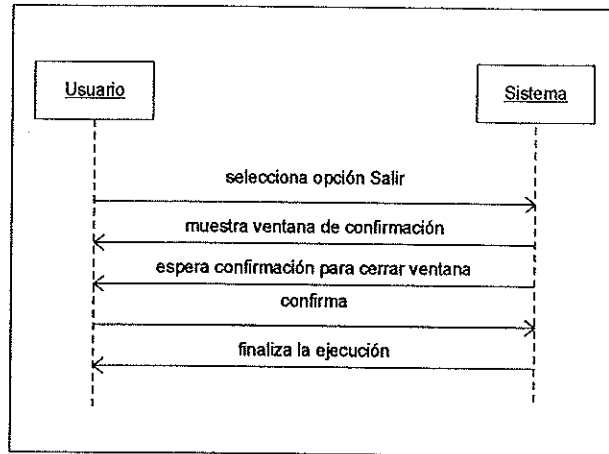 Usuario
Sistema
selecciona opción Salir
muestra ventana de confirmación
espera confirmación para cerrar ventana
confirma
finaliza la ejecución